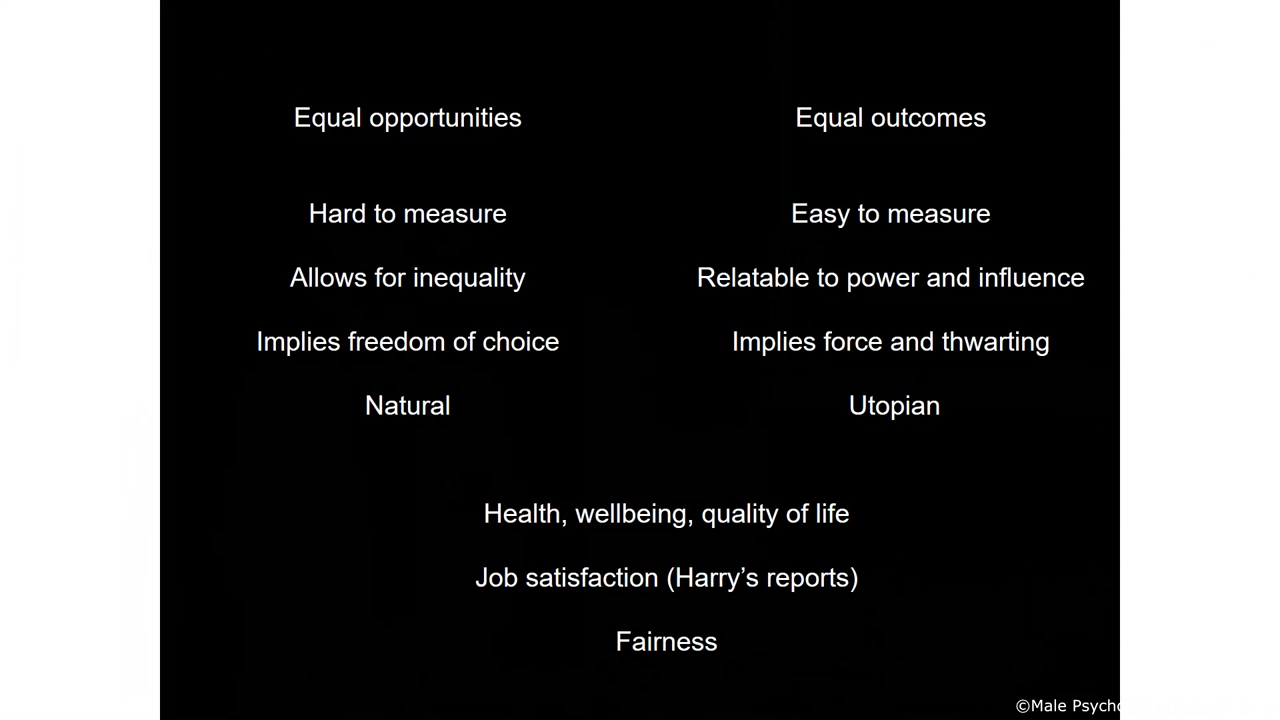 Equal opportunities
Equal outcomes
Hard to measure
Easy to measure
Allows for inequality
Relatable to power and influence
Implies freedom of choice
Implies force and thwarting
Natural
Utopian
Health, wellbeing, quality of life
Job satisfaction (Harry’s reports)
Fairness
©Male